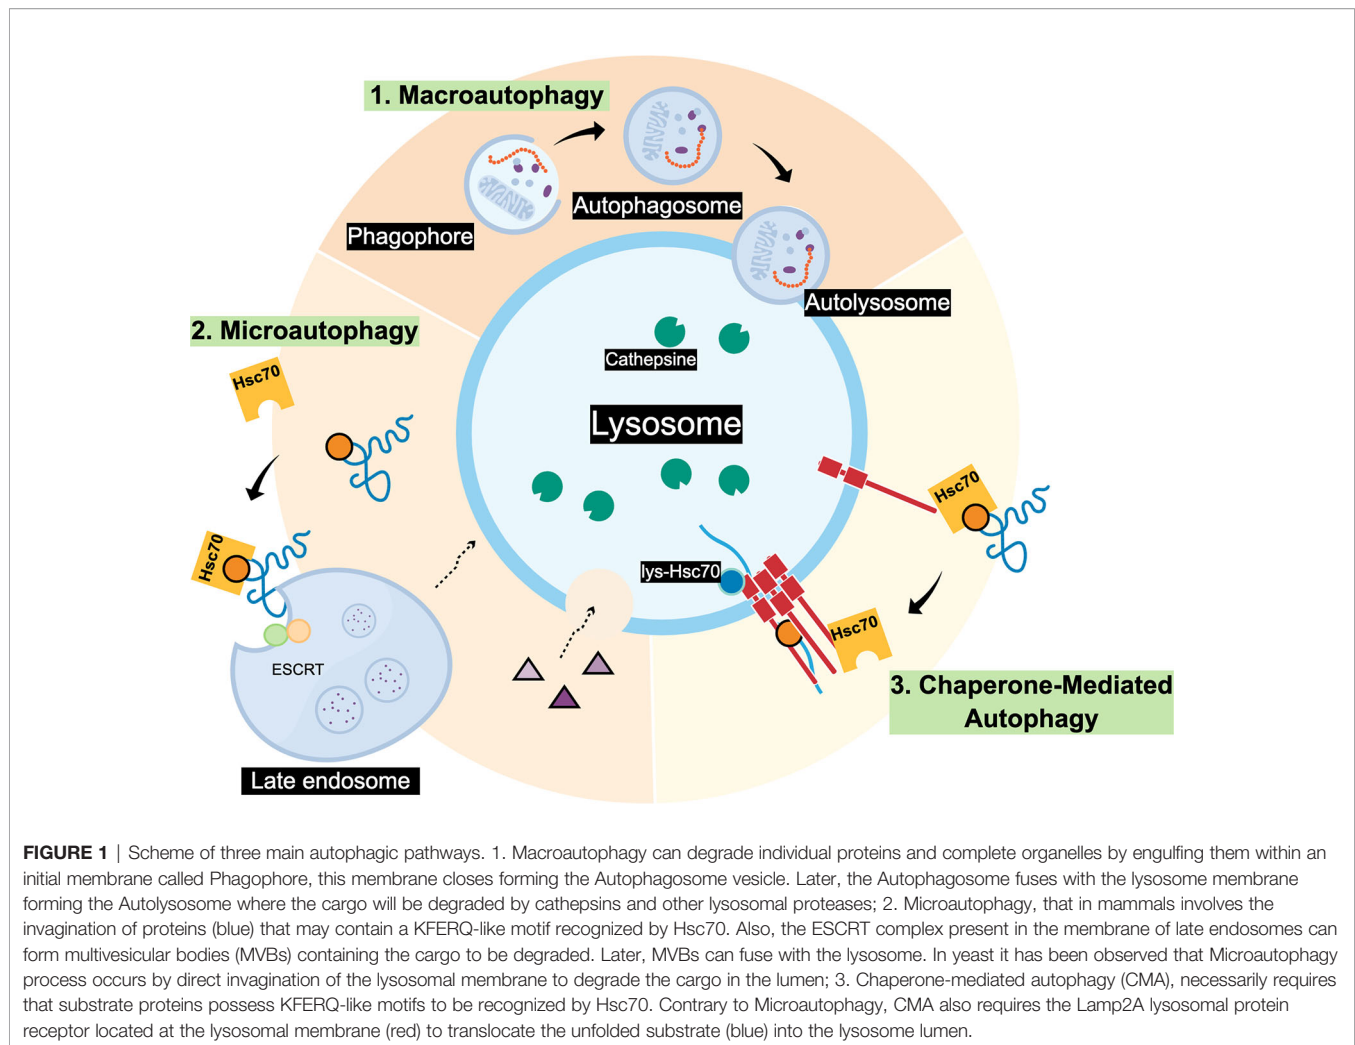 1. Macroautophagy
Phagophore
Autophagosome
Autolysosome
2. Microautophagy
Hsc70
Hsc70
ESCRT
Late endosome
Cathepsine
Lysosome
lys-Hsc70
Hsc70
Hsc70
3. Chaperone-Mediated
Autophagy
FIGURE 1 | Scheme of three main autophagic pathways. 1. Macroautophagy can degrade individual proteins and complete organelles by engulfing them within an
initial membrane called Phagophore, this membrane closes forming the Autophagosome vesicle. Later, the Autophagosome fuses with the lysosome membrane
forming the Autolysosome where the cargo will be degraded by cathepsins and other lysosomal proteases; 2. Microautophagy, that in mammals involves the
invagination of proteins (blue) that may contain a KFERQ-like motif recognized by Hsc70. Also, the ESCRT complex present in the membrane of late endosomes can
form multivesicular bodies (MVBs) containing the cargo to be degraded. Later, MVBs can fuse with the lysosome. In yeast it has been observed that Microautophagy
process occurs by direct invagination of the lysosomal membrane to degrade the cargo in the lumen; 3. Chaperone-mediated autophagy (CMA), necessarily requires
that substrate proteins possess KFERQ-like motifs to be recognized by Hsc70. Contrary to Microautophagy, CMA also requires the Lamp2A lysosomal protein
receptor located at the lysosomal membrane (red) to translocate the unfolded substrate (blue) into the lysosome lumen.